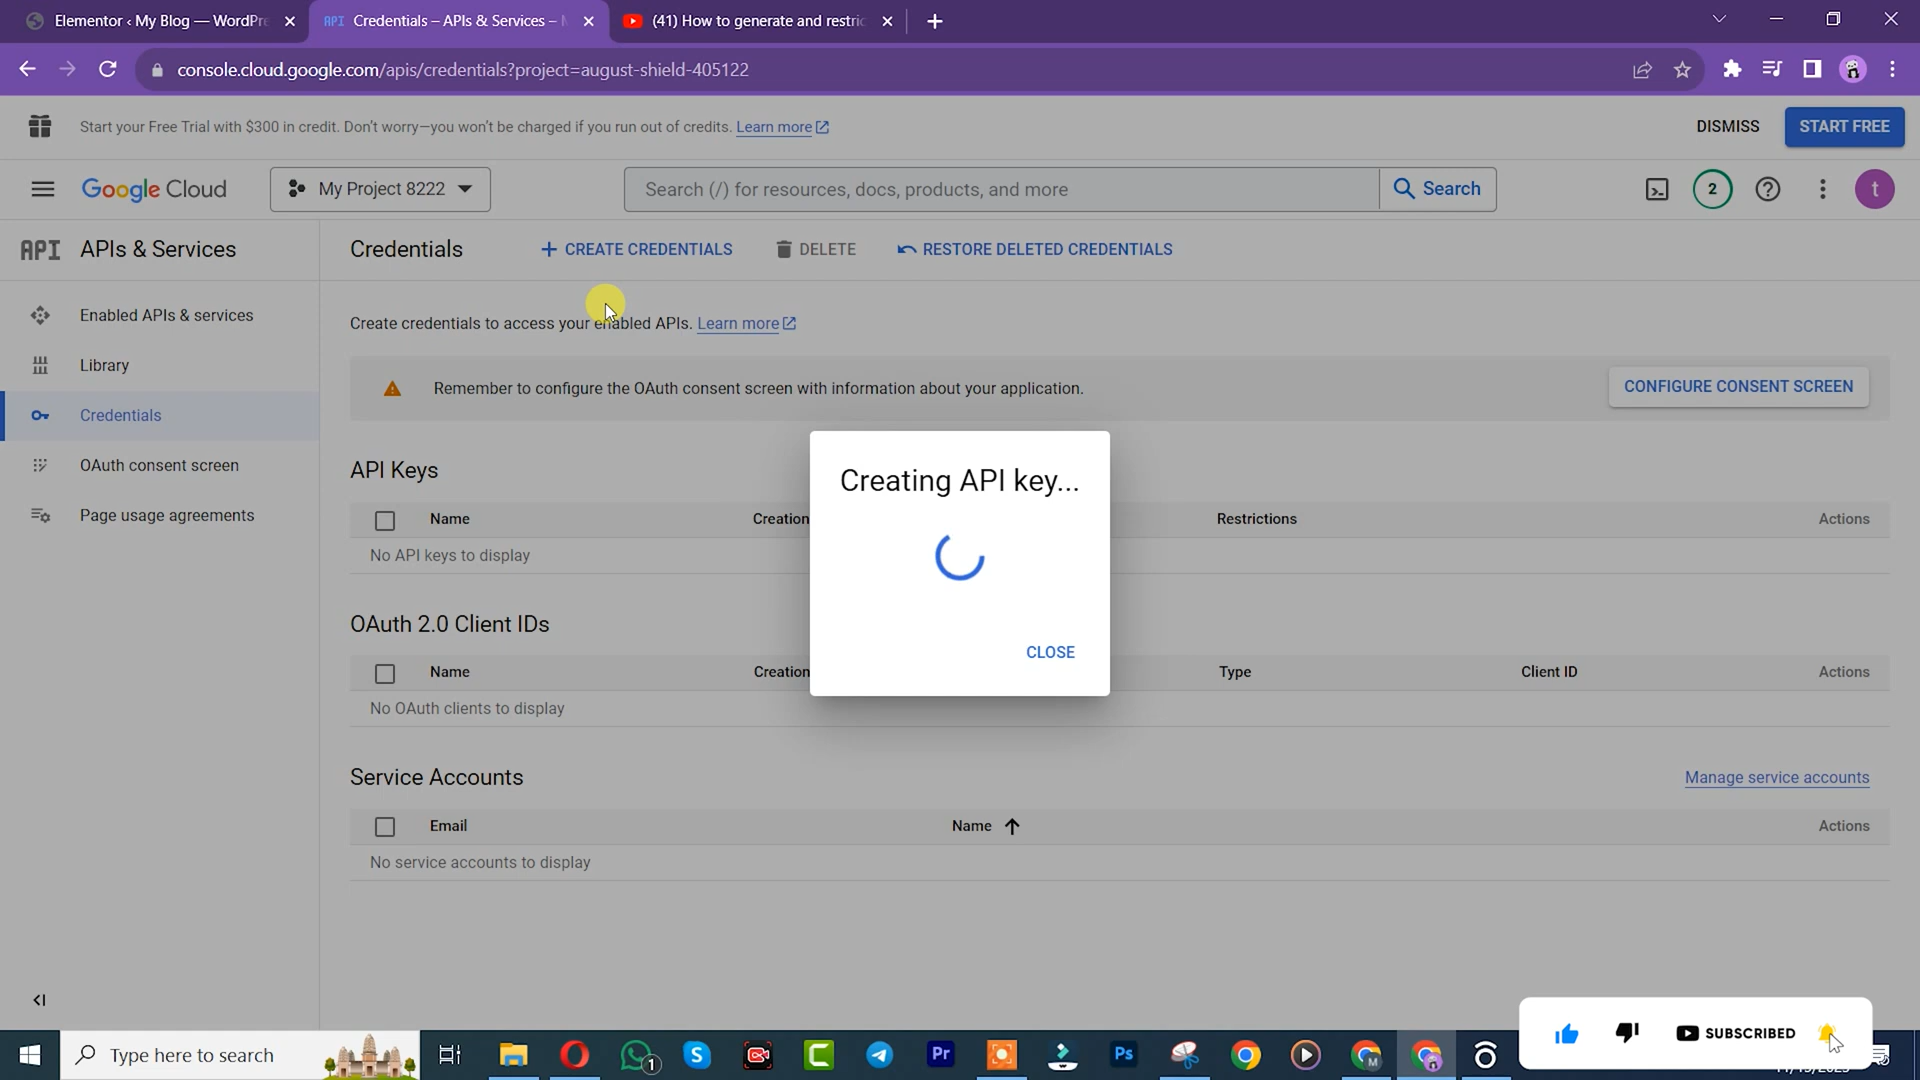 Elementor ‹ My Blog — WordPre
Credentials – APIs & Services –
(41) How to generate and restric
console.cloud.google.com/apis/credentials?project=august-shield-405122
Start your Free Trial with $300 in credit. Don't worry—you won't be charged if you run out of credits. Learn more
DISMISS
START FREE
Google Cloud
My Project 8222
Search (/) for resources, docs, products, and more
Search
2
t
API APIs & Services
Credentials
+ CREATE CREDENTIALS
DELETE
RESTORE DELETED CREDENTIALS
Enabled APIs & services
Library
Credentials
OAuth consent screen
Page usage agreements
Create credentials to access your enabled APIs. Learn more
Remember to configure the OAuth consent screen with information about your application.
CONFIGURE CONSENT SCREEN
API Keys
Name
Creation
Restrictions
Actions
No API keys to display
Creating API key...
CLOSE
OAuth 2.0 Client IDs
Name
Creation
Type
Client ID
Actions
No OAuth clients to display
Service Accounts
Manage service accounts
Email
Name
Actions
No service accounts to display
Type here to search
1
Pr
Ps
M
SUBSCRIBED